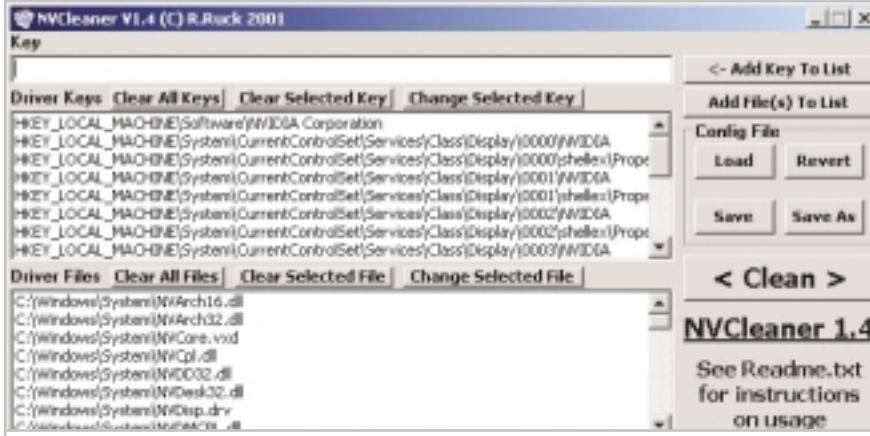 NVCleaner V1.4 (C) R.Ruck 2001
Key
<- Add Key To List
Driver Keys Clear All Keys Clear Selected Key Change Selected Key
Add File(s) To List
HKEY_LOCAL_MACHINE\Software\NVIDIA Corporation
HKEY_LOCAL_MACHINE\System\CurrentControlSet\Services\Class\Display\0000\NVIDIA
HKEY_LOCAL_MACHINE\System\CurrentControlSet\Services\Class\Display\0000\shellex\Prope
HKEY_LOCAL_MACHINE\System\CurrentControlSet\Services\Class\Display\0001\NVIDIA
HKEY_LOCAL_MACHINE\System\CurrentControlSet\Services\Class\Display\0001\shellex\Prope
HKEY_LOCAL_MACHINE\System\CurrentControlSet\Services\Class\Display\0002\NVIDIA
HKEY_LOCAL_MACHINE\System\CurrentControlSet\Services\Class\Display\0002\shellex\Prope
HKEY_LOCAL_MACHINE\System\CurrentControlSet\Services\Class\Display\0003\NVIDIA
Config File
Load Revert
Save Save As
Driver Files Clear All Files Clear Selected File Change Selected File
C:\Windows\System\NVArch16.dll
C:\Windows\System\NVArch32.dll
C:\Windows\System\NVCore.vxd
C:\Windows\System\NVCpl.dll
C:\Windows\System\NVDD32.dll
C:\Windows\System\NVDesk32.dll
C:\Windows\System\NVDisp.drv
< Clean >
NVCleaner 1.4
See Readme.txt
for instructions
on usage